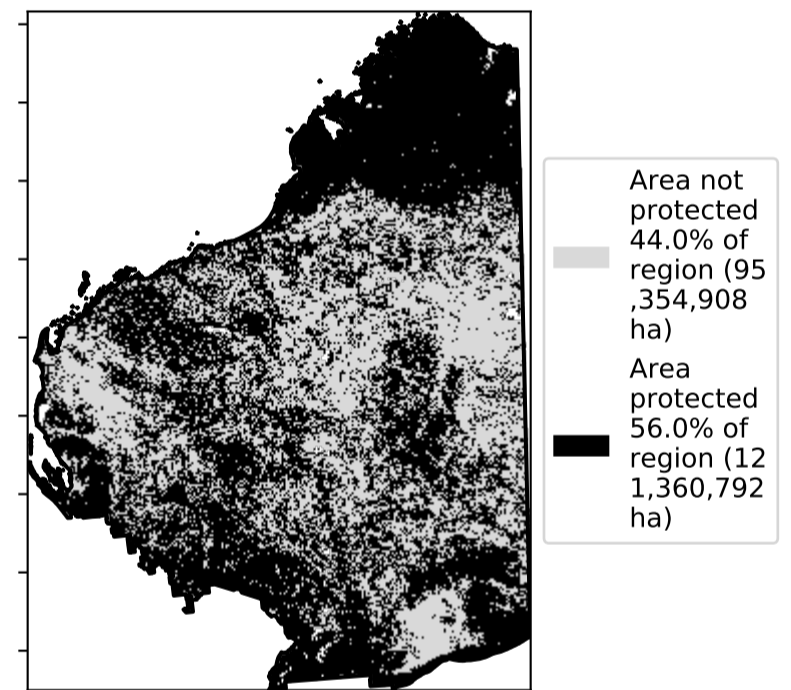 Area not
protected
44.0% of
region (95
,354,908
ha)
Area
protected
56.0% of
region (12
1,360,792
ha)